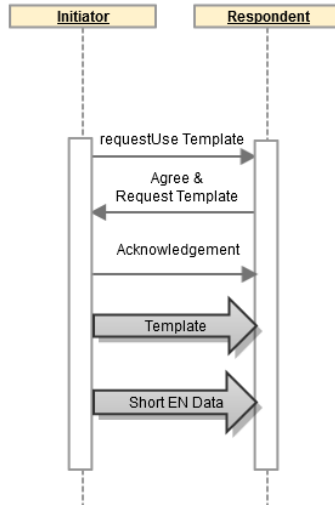 Initiator
Respondent
requestUse Template
Agree &
Request Template
Acknowledgement
Template
Short EN Data